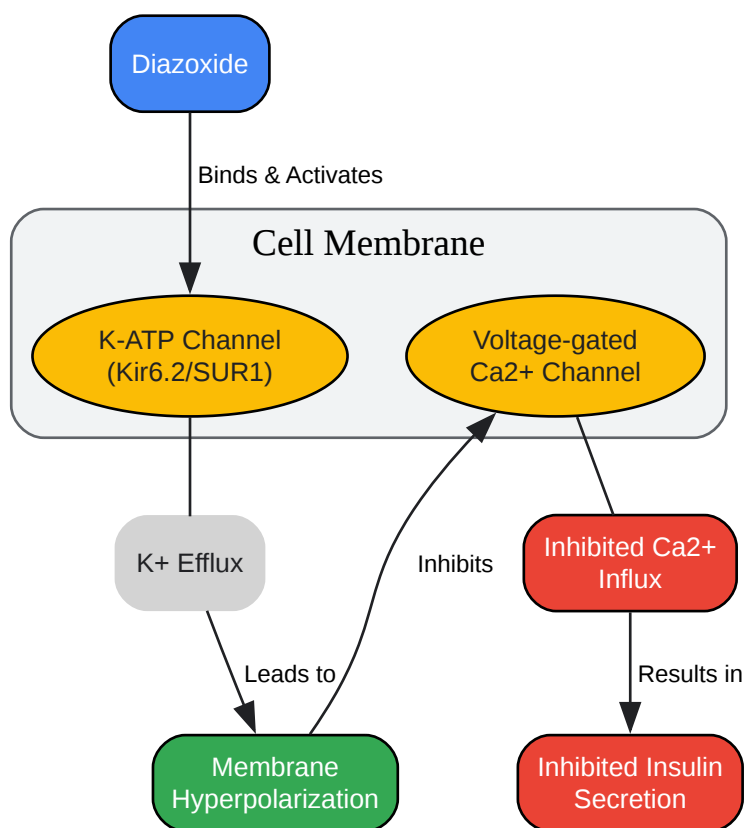 Diazoxide
Binds & Activates
Cell Membrane
K-ATP Channel
(Kir6.2/SUR1)
Voltage-gated
Ca2+ Channel
K+ Efflux
Inhibits
Inhibited Ca2+
Influx
Leads to
Results in
Membrane
Hyperpolarization
Inhibited Insulin
Secretion